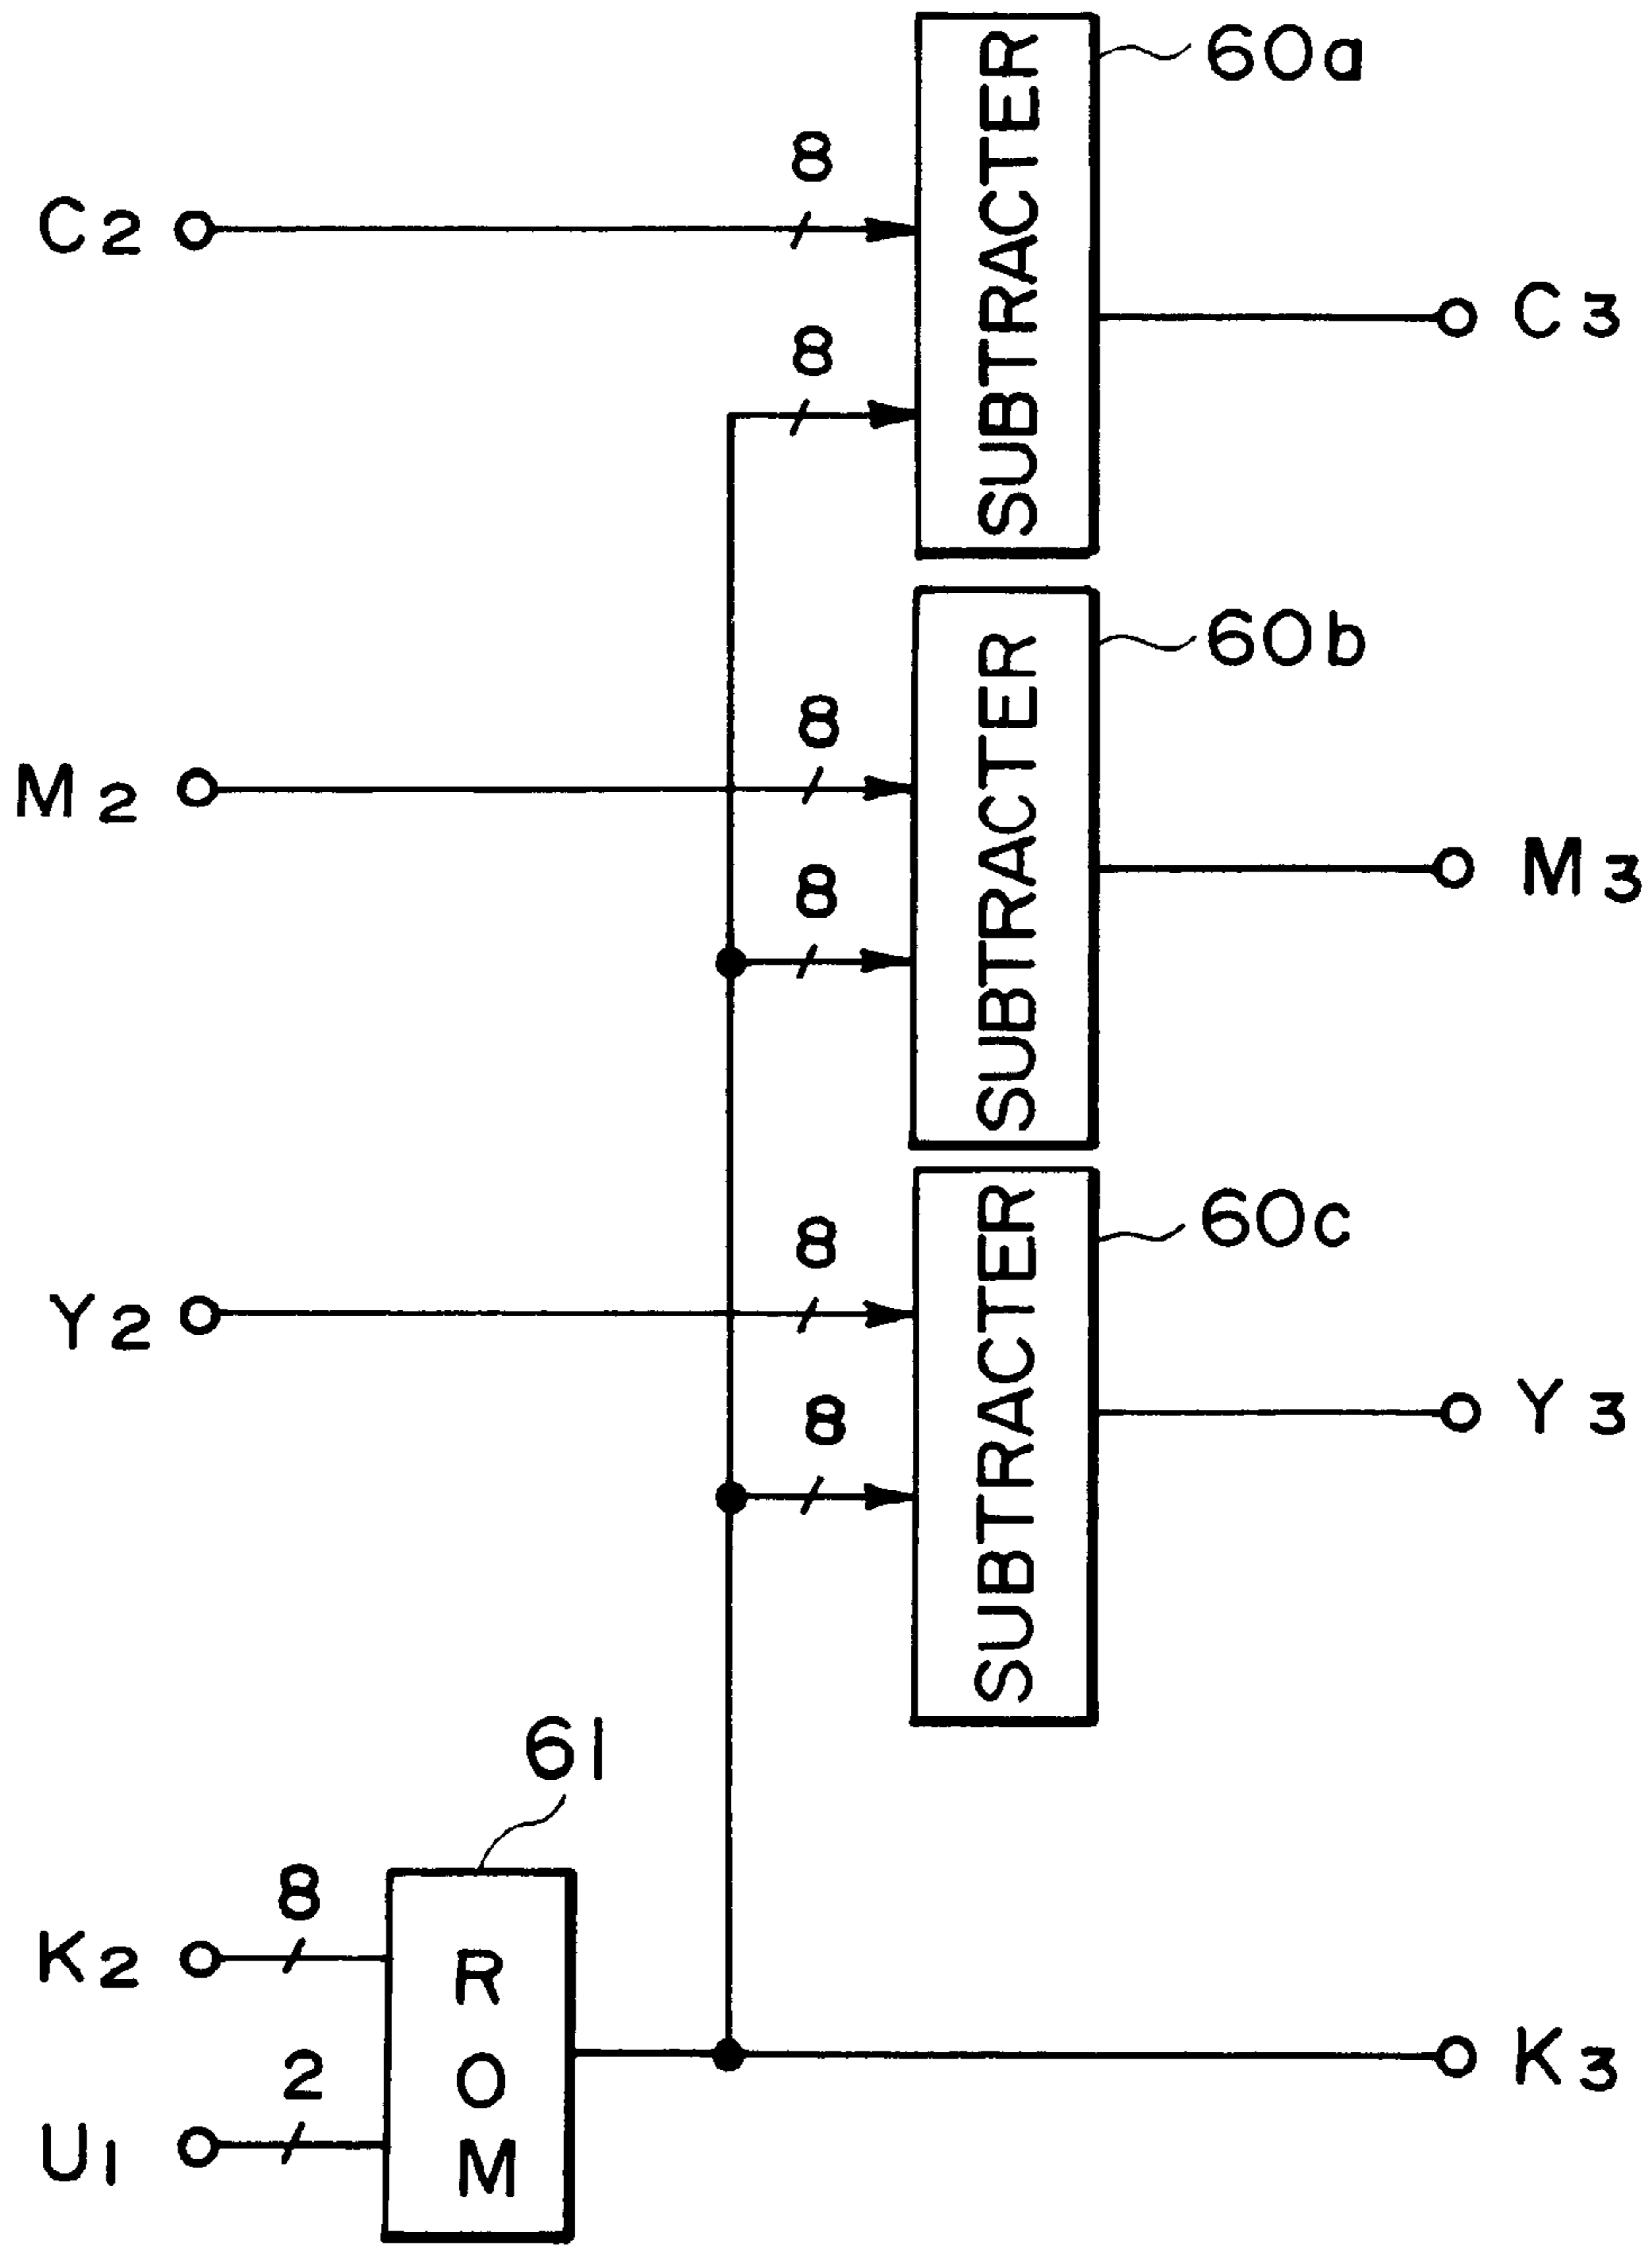 60a
SUBTRACTER
8
C2
8
C3
60b
SUBTRACTER
8
M2
8
M3
60c
SUBTRACTER
8
Y2
8
Y3
61
8
K2
ROM
2
U1
K3